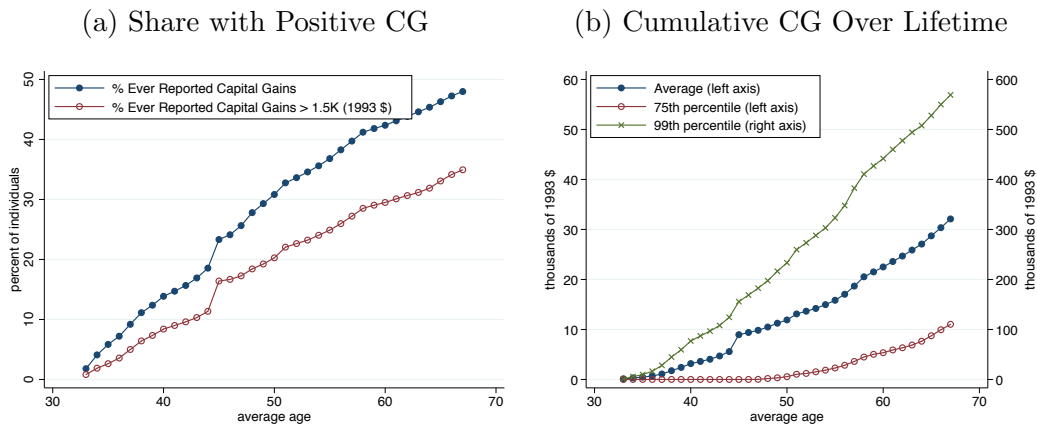 (a) Share with Positive CG
% Ever Reported Capital Gains
% Ever Reported Capital Gains > 1.5K (1993 $)
percent of individuals
50
40
30
20
10
0
30
40
50
60
70
average age
(b) Cumulative CG Over Lifetime
Average (left axis)
75th percentile (left axis)
99th percentile (right axis)
thousands of 1993 $
60
50
40
30
20
10
0
600
500
400
300
200
100
0
thousands of 1993 $
30
40
50
60
70
average age